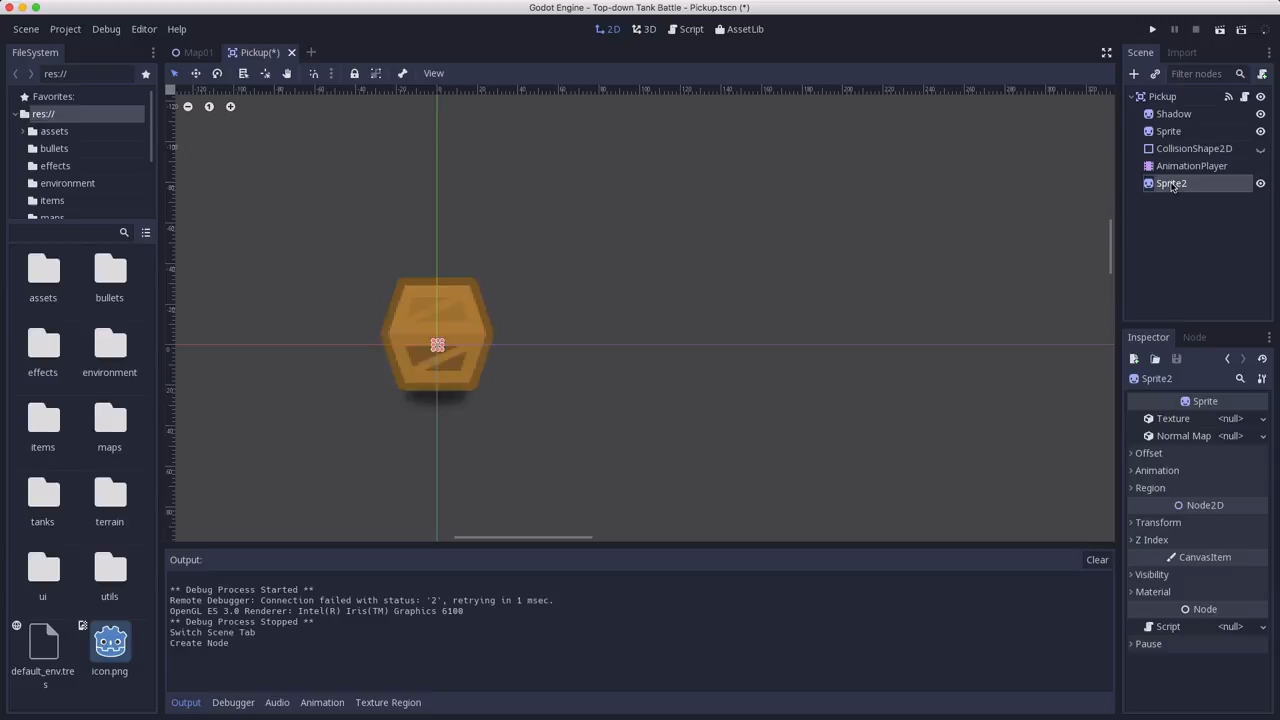 Godot Engine - Top-down Tank Battle - Pickup.tscn (*)
Scene Project Debug Editor Help
2D 3D Script AssetLib
FileSystem
res://
Favorites:
res://
assets
bullets
effects
environment
items
maps
assets
bullets
effects
environment
items
maps
tanks
terrain
ui
utils
default_env.tre
s
icon.png
Map01 Pickup(*)
View
Output:
Clear
** Debug Process Started **
Remote Debugger: Connection failed with status: '2', retrying in 1 msec.
OpenGL ES 3.0 Renderer: Intel(R) Iris(TM) Graphics 6100
** Debug Process Stopped **
Switch Scene Tab
Create Node
Output Debugger Audio Animation Texture Region
Scene Import
Filter nodes
Pickup
Shadow
Sprite
CollisionShape2D
AnimationPlayer
Sprite2
Inspector Node
Sprite2
Sprite
Texture <null>
Normal Map <null>
Offset
Animation
Region
Node2D
Transform
Z Index
CanvasItem
Visibility
Material
Node
Script <null>
Pause